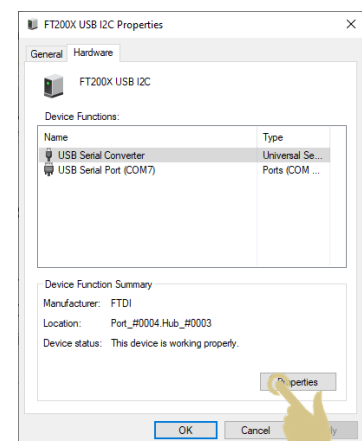 FT200X USB I2C Properties
General Hardware
FT200X USB I2C
Device Functions:
Name Type
USB Serial Converter Universal Se...
USB Serial Port (COM7) Ports (COM ...
Device Function Summary
Manufacturer: FTDI
Location: Port_#0004.Hub_#0003
Device status: This device is working properly.
Properties
OK Cancel